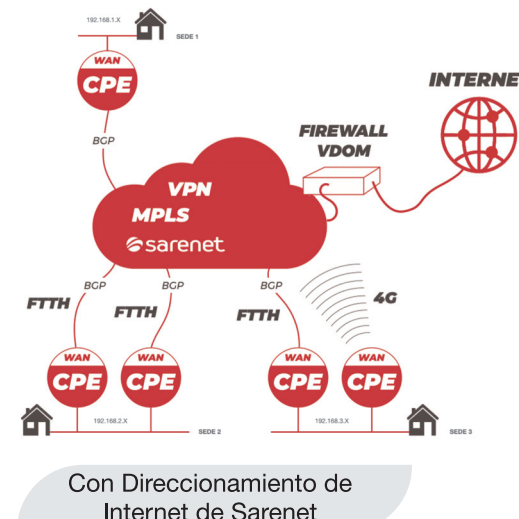 192.168.1.X
SEDE 1
WAN
CPE
INTERNE
BGP
FIREWALL
VDOM
VPN
MPLS
sarenet
BGP
BGP
BGP
FTTH
FTTH
FTTH
4G
WAN
CPE
WAN
CPE
WAN
CPE
WAN
CPE
192.168.2.X
SEDE 2
192.168.3.X
SEDE 3
Con Direccionamiento de
Internet de Sarenet